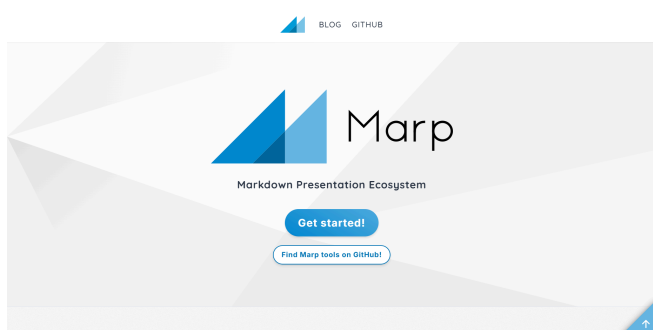 BLOG GITHUB
Marp
Markdown Presentation Ecosystem
Get started!
Find Marp tools on GitHub!